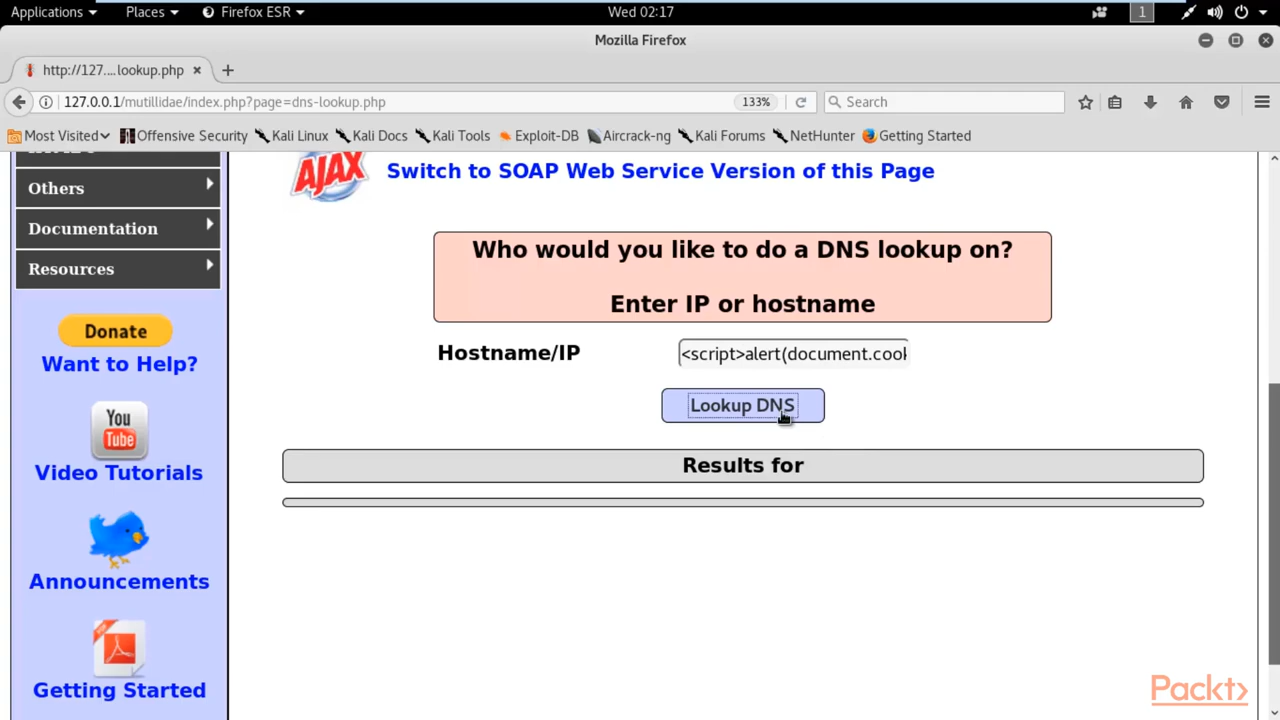 Applications Places Firefox ESR Wed 02:17 1
Mozilla Firefox
http://127....lookup.php
127.0.0.1/mutillidae/index.php?page=dns-lookup.php 133% Search
Most Visited Offensive Security Kali Linux Kali Docs Kali Tools Exploit-DB Aircrack-ng Kali Forums NetHunter Getting Started
AJAX Switch to SOAP Web Service Version of this Page
Others
Documentation
Resources
Donate
Want to Help?
You
Tube
Video Tutorials
Announcements
Getting Started
Who would you like to do a DNS lookup on?
Enter IP or hostname
Hostname/IP <script>alert(document.cook
Lookup DNS
Results for
Packt>